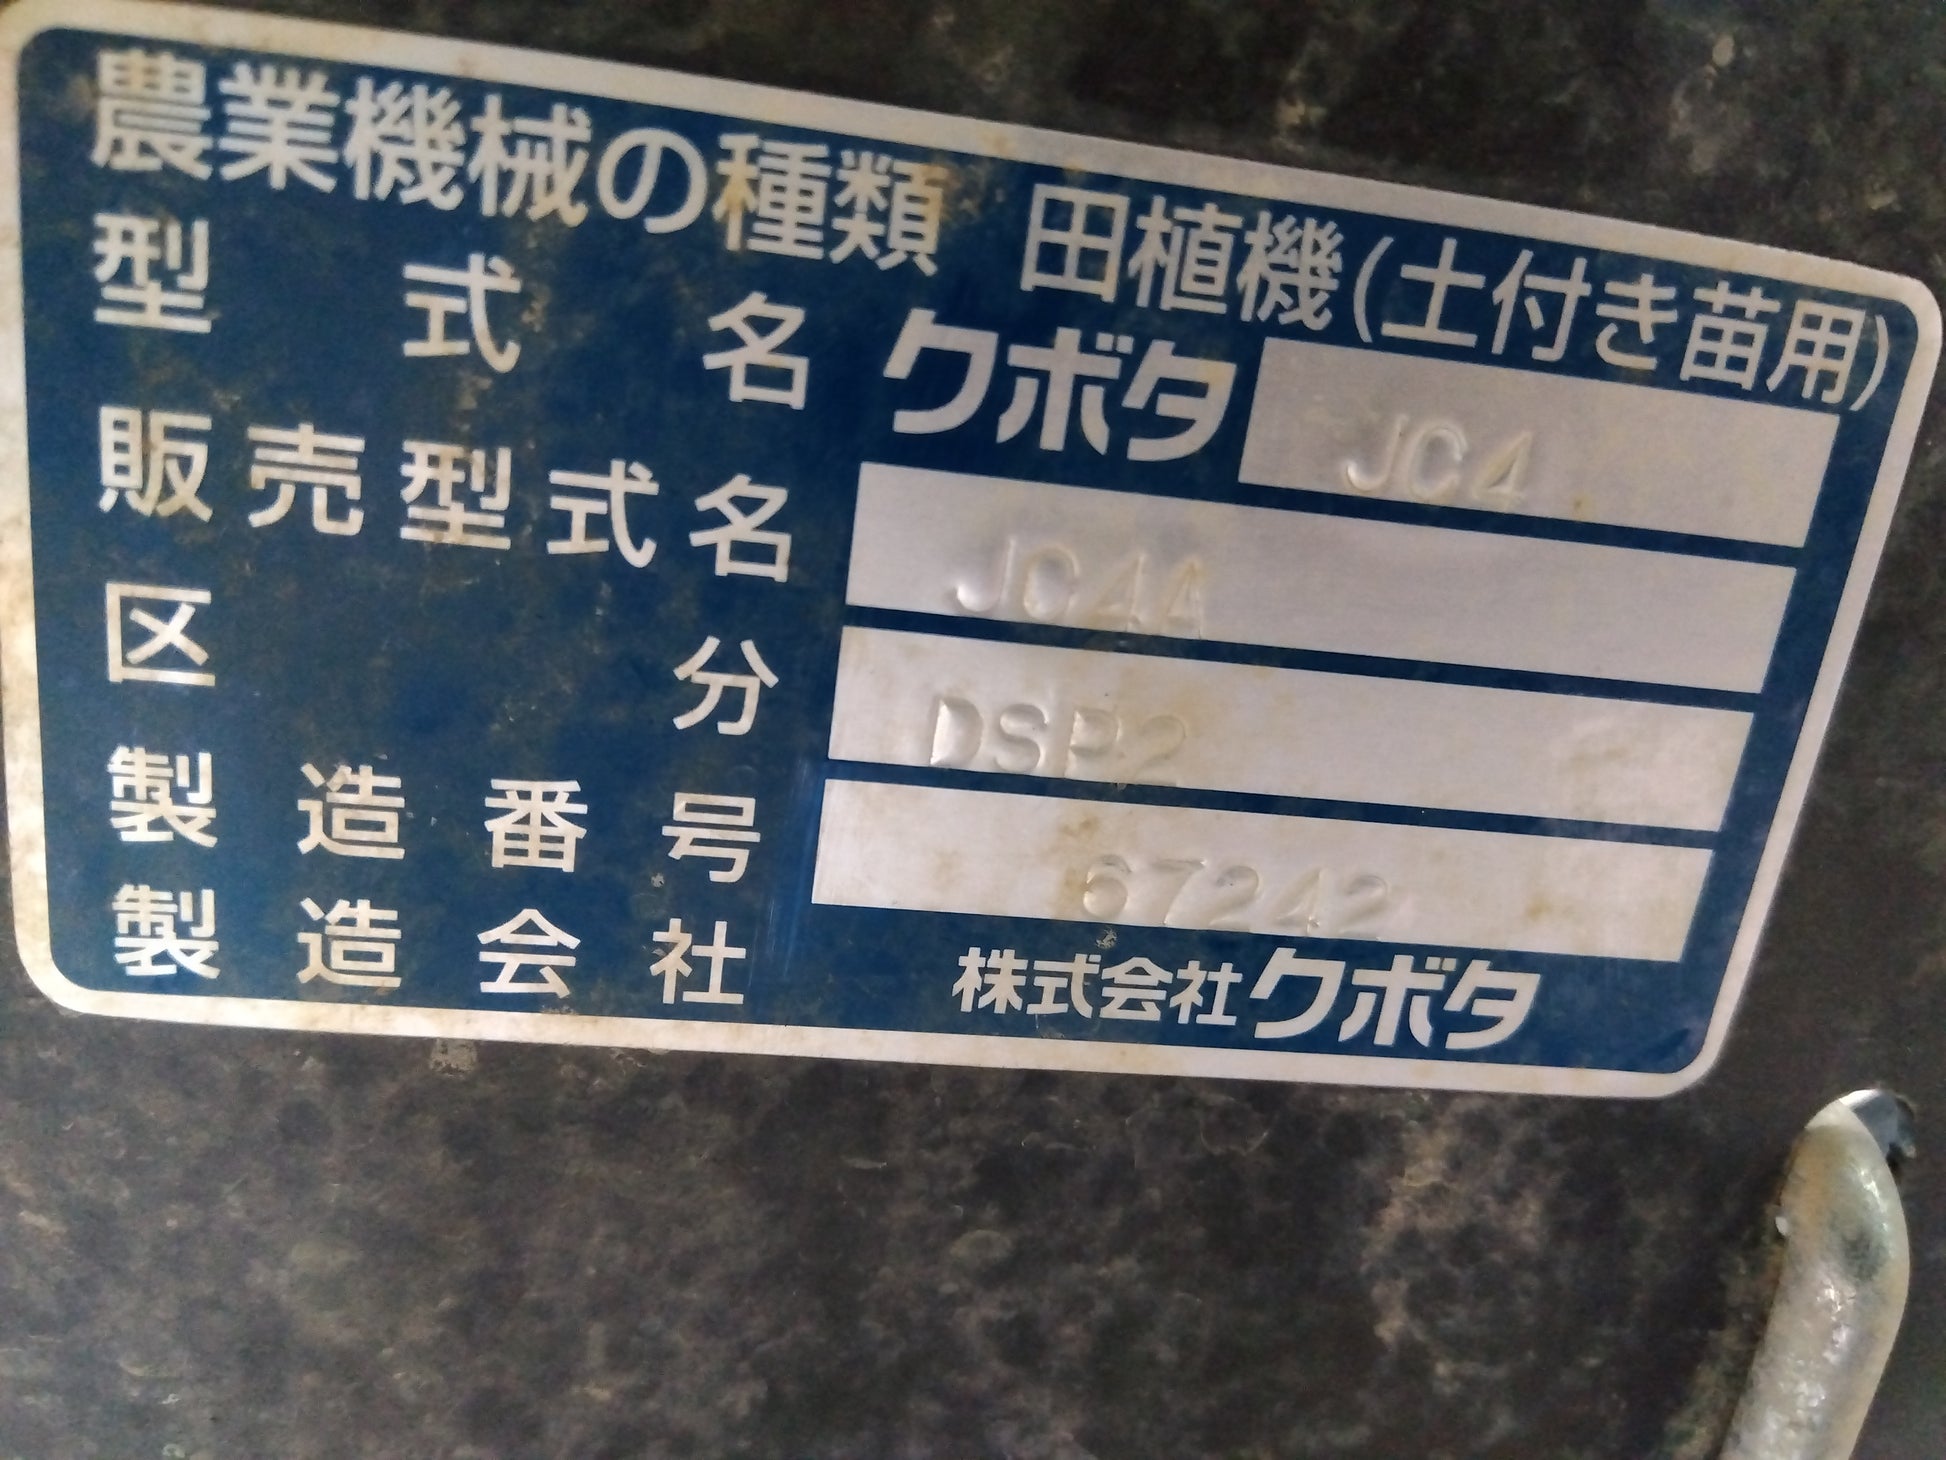 農業機械の種類 田植機(土付き苗用)
型式名 クボタ JC4
販売型式名 JC4A
区分 DSP2
製造番号 67242
製造会社 株式会社クボタ